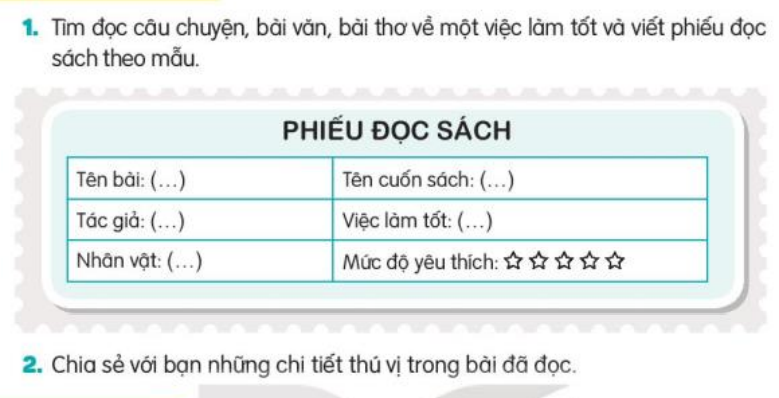 1. Tìm đọc câu chuyện, bài văn, bài thơ về một việc làm tốt và viết phiếu đọc
sách theo mẫu.
PHIẾU ĐỌC SÁCH
Tên bài: (...)
Tên cuốn sách: (...)
Tác giả: (...)
Việc làm tốt: (...)
Nhân vật: (...)
Mức độ yêu thích: ☆ ☆ ☆ ☆ ☆
2. Chia sẻ với bạn những chi tiết thú vị trong bài đã đọc.